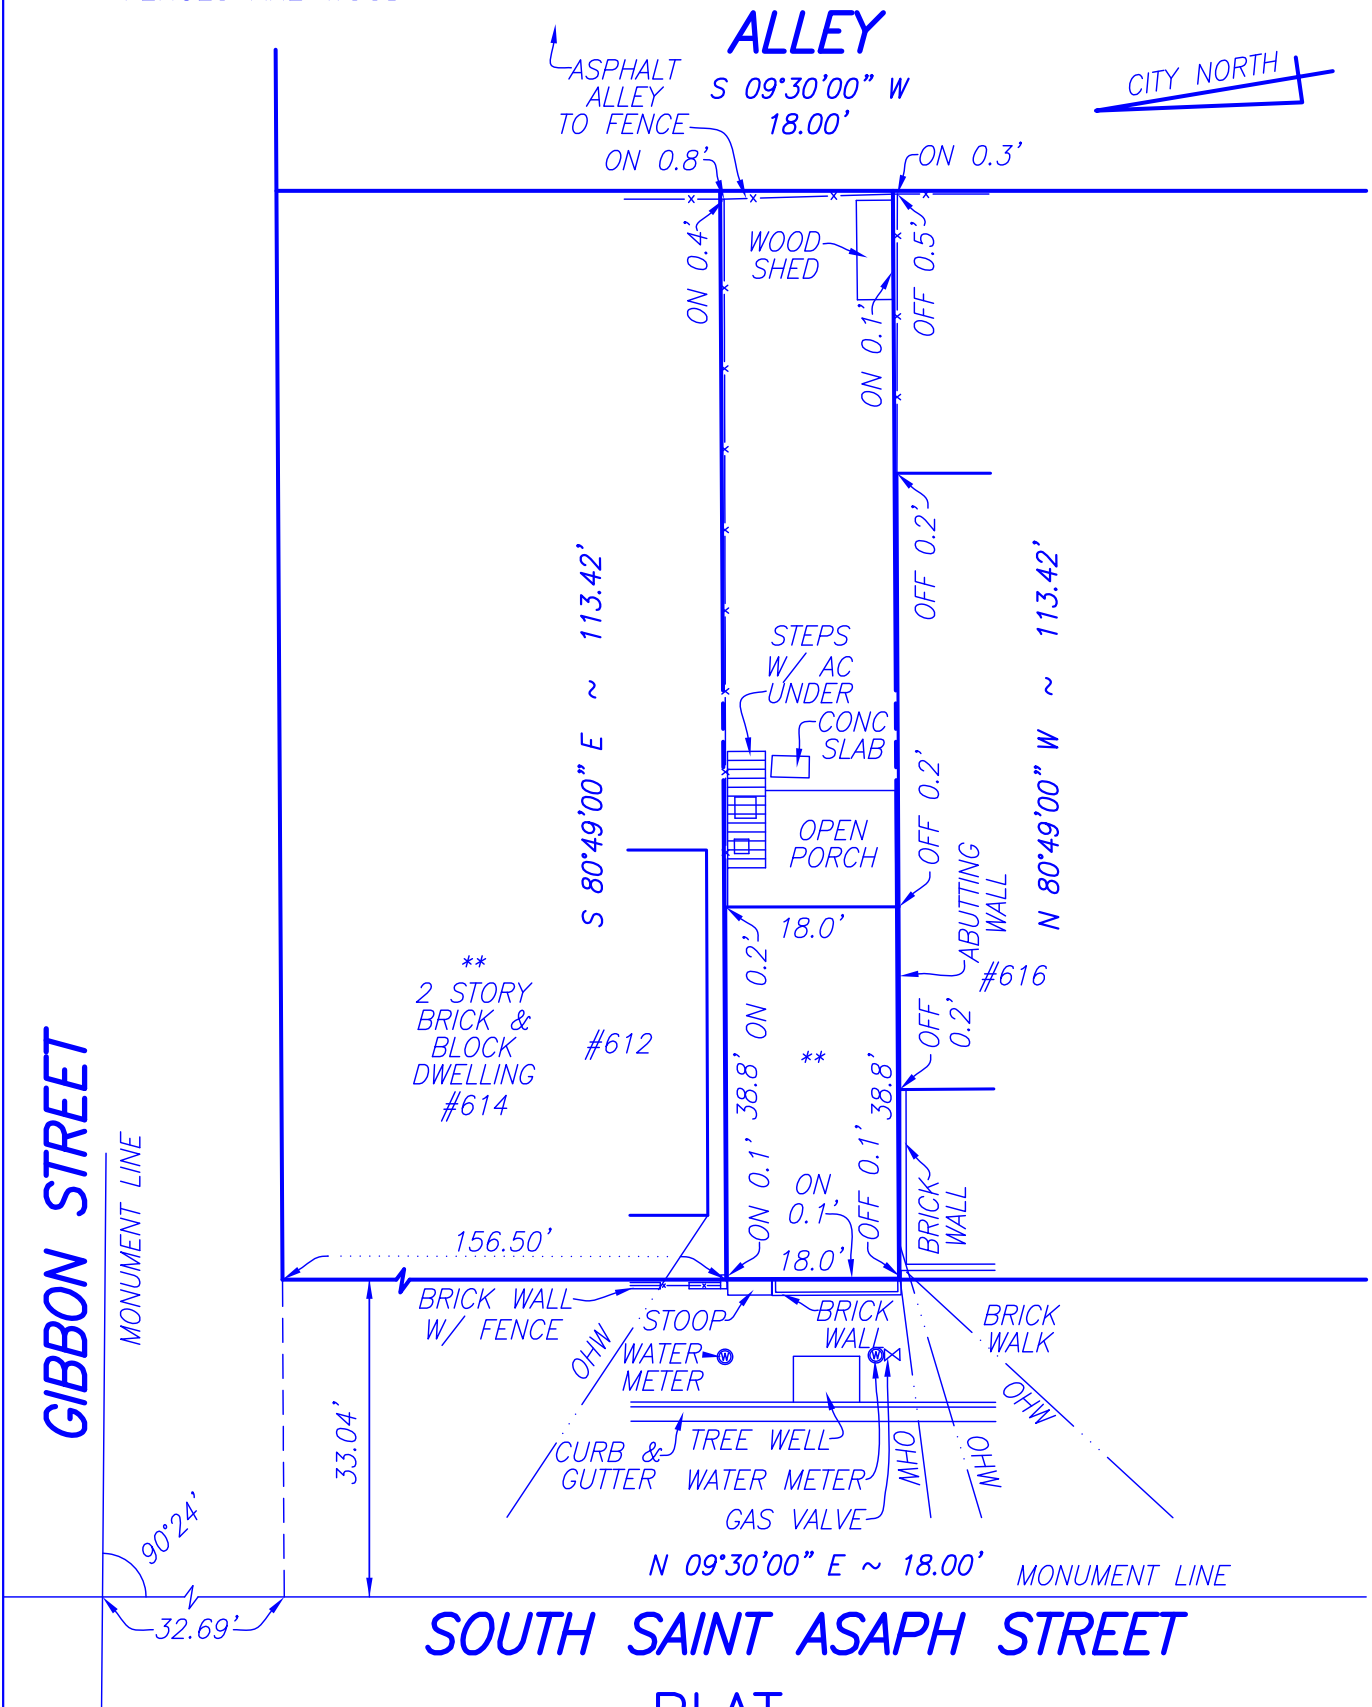 ALLEY
S 09°30'00" W
18.00'
ASPHALT
ALLEY
TO FENCE
CITY NORTH
ON 0.8'
ON 0.3'
ON 0.4'
WOOD
SHED
OFF 0.5'
ON 0.1'
OFF 0.2'
S 80°49'00" E ~ 113.42'
N 80°49'00" W ~ 113.42'
STEPS
W/ AC
UNDER
CONC
SLAB
OPEN
PORCH
OFF 0.2'
ABUTTING
WALL
18.0'
ON 0.2'
#616
**
2 STORY
BRICK &
BLOCK
DWELLING
#614
#612
**
OFF
0.2'
38.8'
38.8'
ON 0.1'
ON
0.1'
OFF 0.1'
BRICK
WALL
18.0'
156.50'
GIBBON STREET
MONUMENT LINE
BRICK WALL
W/ FENCE
STOOP
BRICK
WALL
BRICK
WALK
OHW
WATER
METER
W
W
OHW
33.04'
CURB &
GUTTER
TREE WELL
WATER METER
GAS VALVE
OHW
OHW
90°24'
N 09°30'00" E ~ 18.00'
MONUMENT LINE
32.69'
SOUTH SAINT ASAPH STREET
PLAT